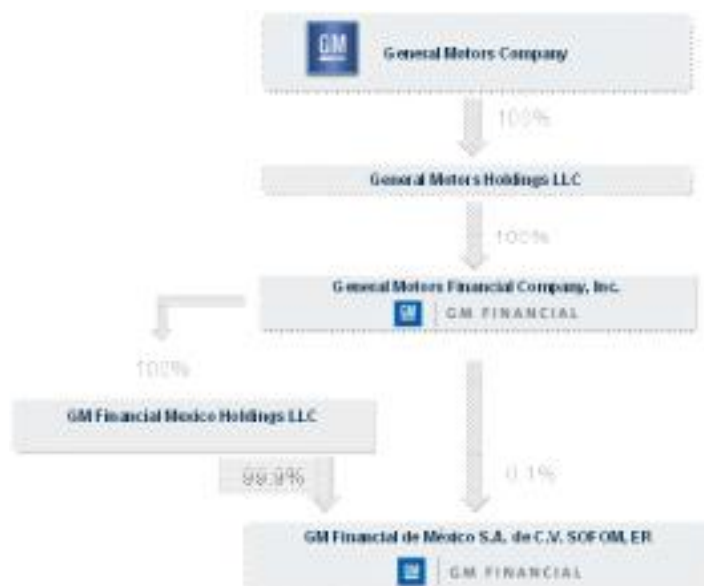 GM
General Motors Company
100%
General Motors Holdings LLC
100%
General Motors Financial Company, Inc.
GM GM FINANCIAL
100%
GM Financial Mexico Holdings LLC
99.9%
0.1%
GM Financial de México S.A. de C.V. SOFOM, ER
GM GM FINANCIAL